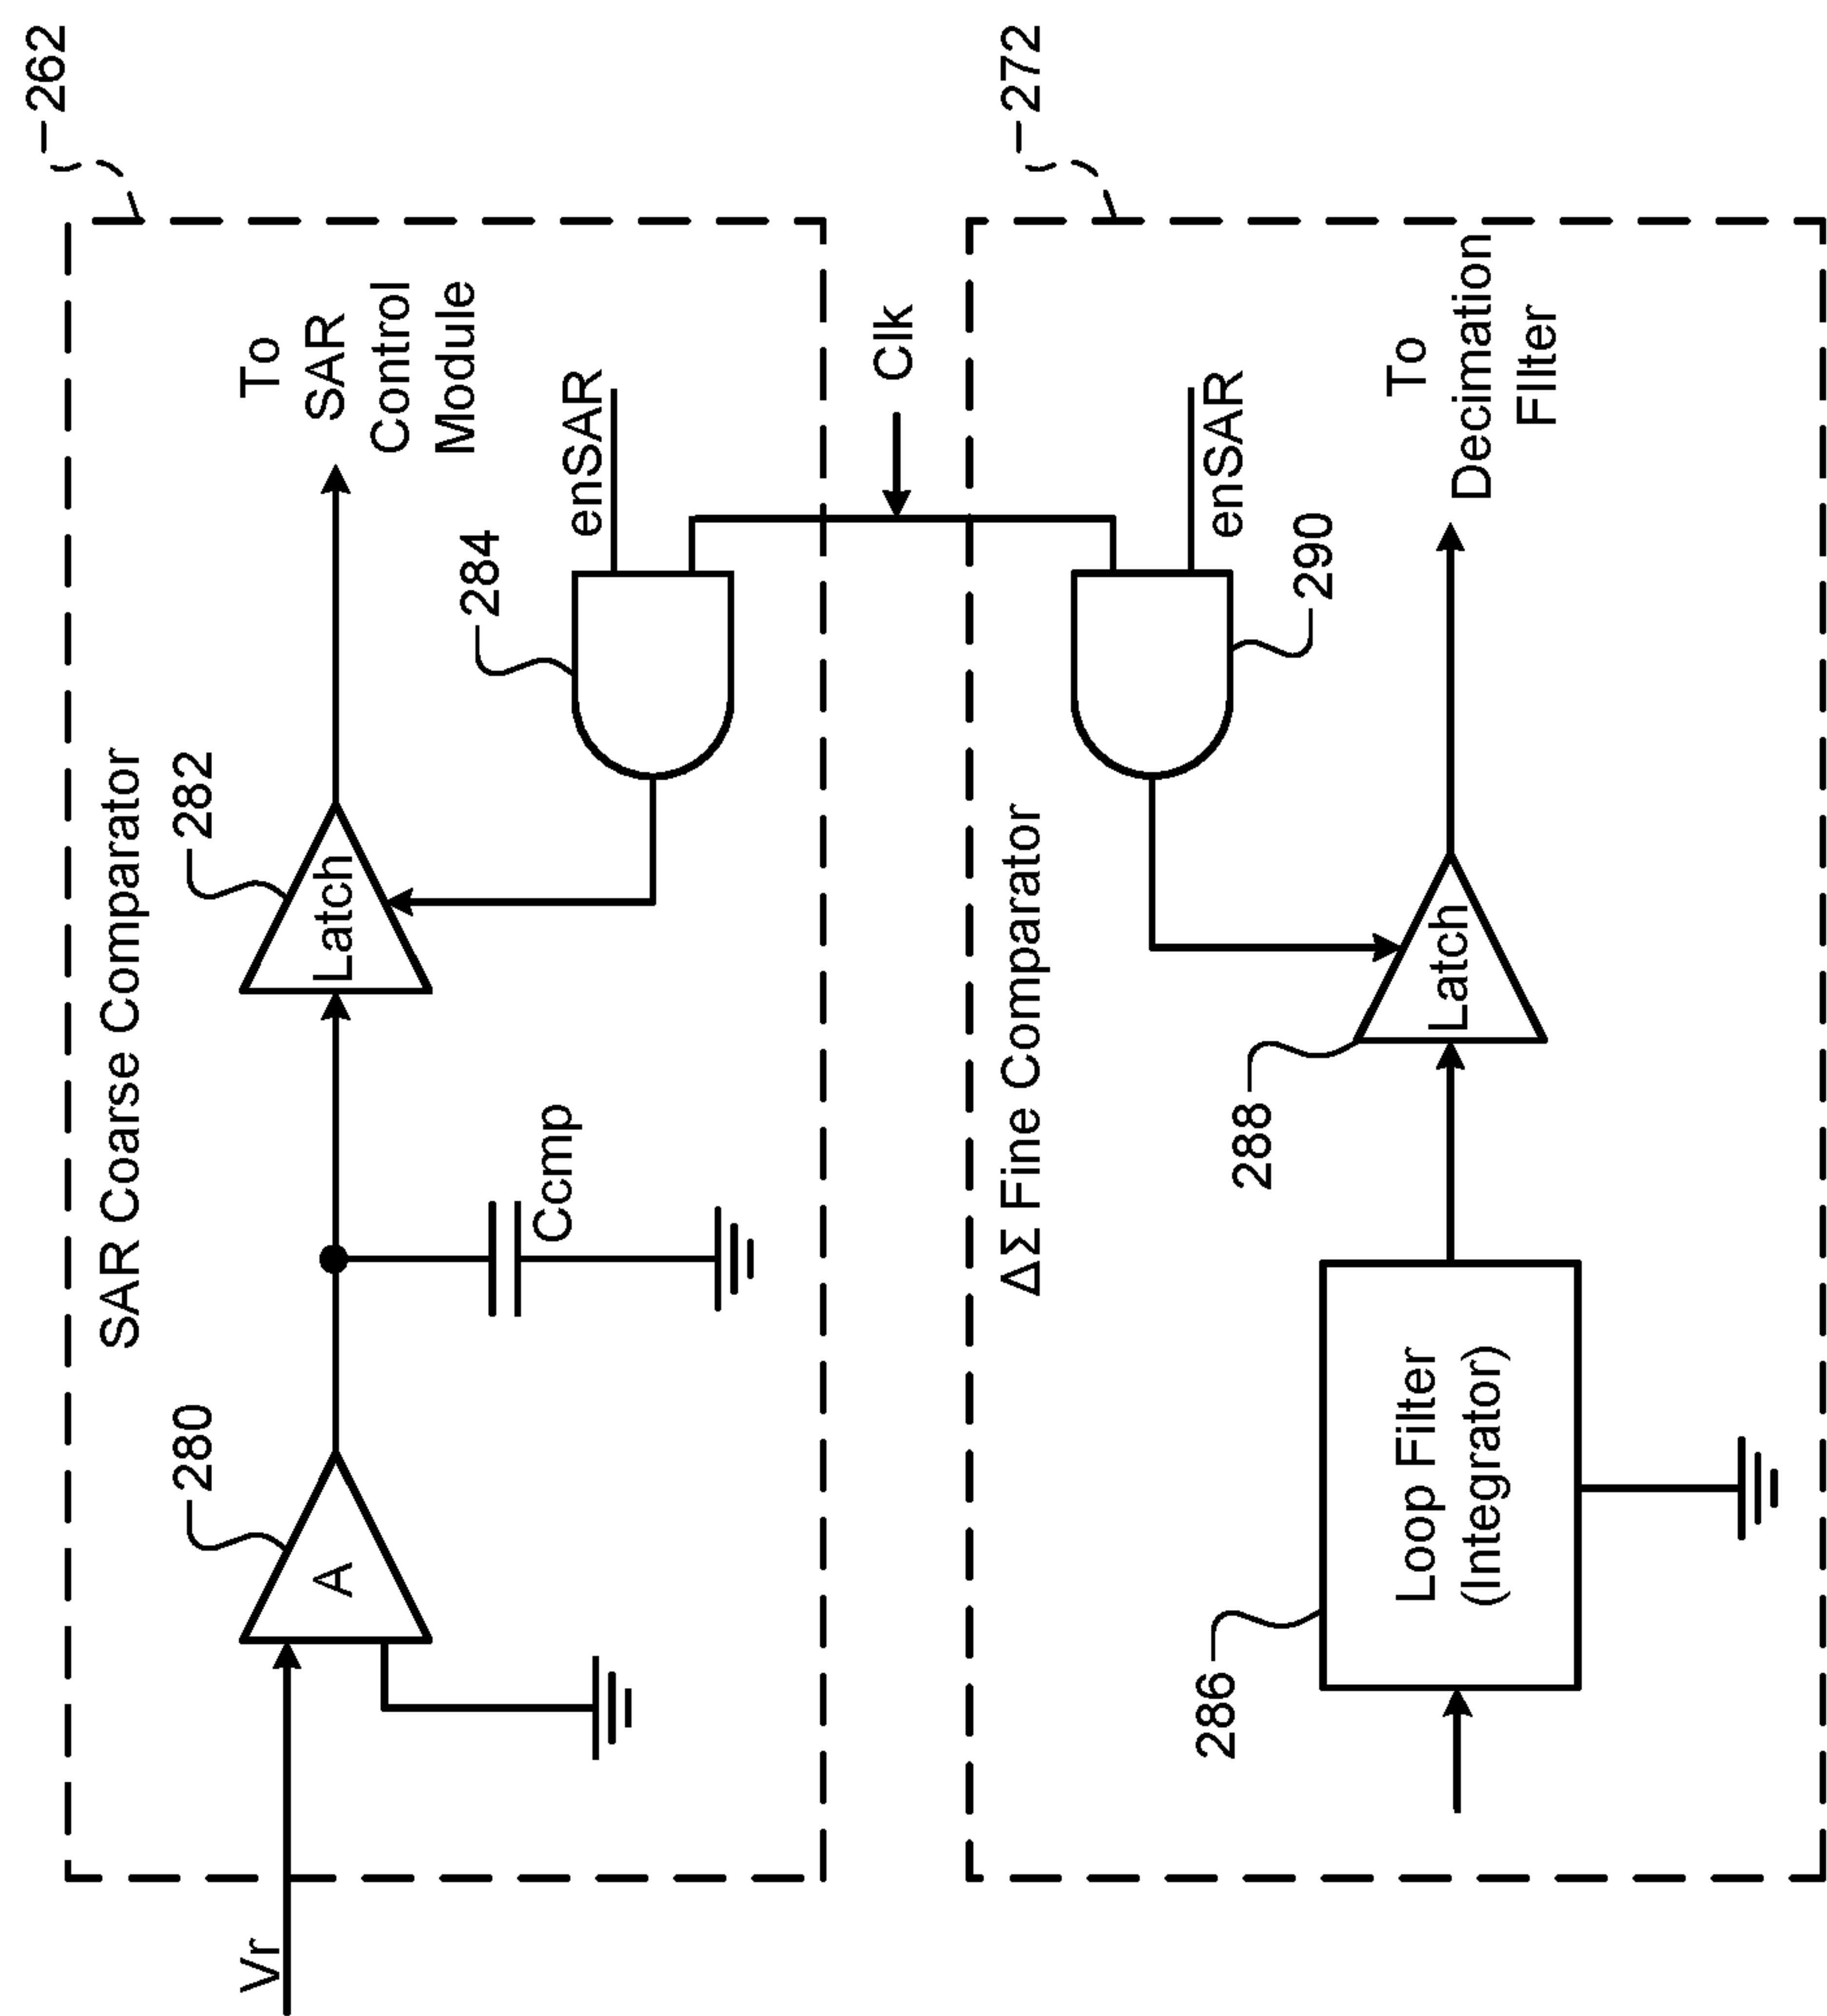 262
SAR Coarse Comparator
Vr
A
280
Ccmp
Latch
282
284
enSAR
To
SAR
Control
Module
Clk
272
ΔΣ Fine Comparator
286
Loop Filter
(Integrator)
288
Latch
290
enSAR
To
Decimation
FIlter